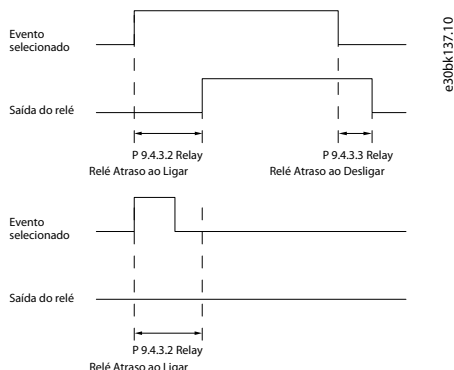 Evento
selecionado
Saída do relé
P 9.4.3.2 Relay
Relé Atraso ao Ligar
P 9.4.3.3 Relay
Relé Atraso ao Desligar
e30bk137.10
Evento
selecionado
Saída do relé
P 9.4.3.2 Relay
Relé Atraso ao Ligar